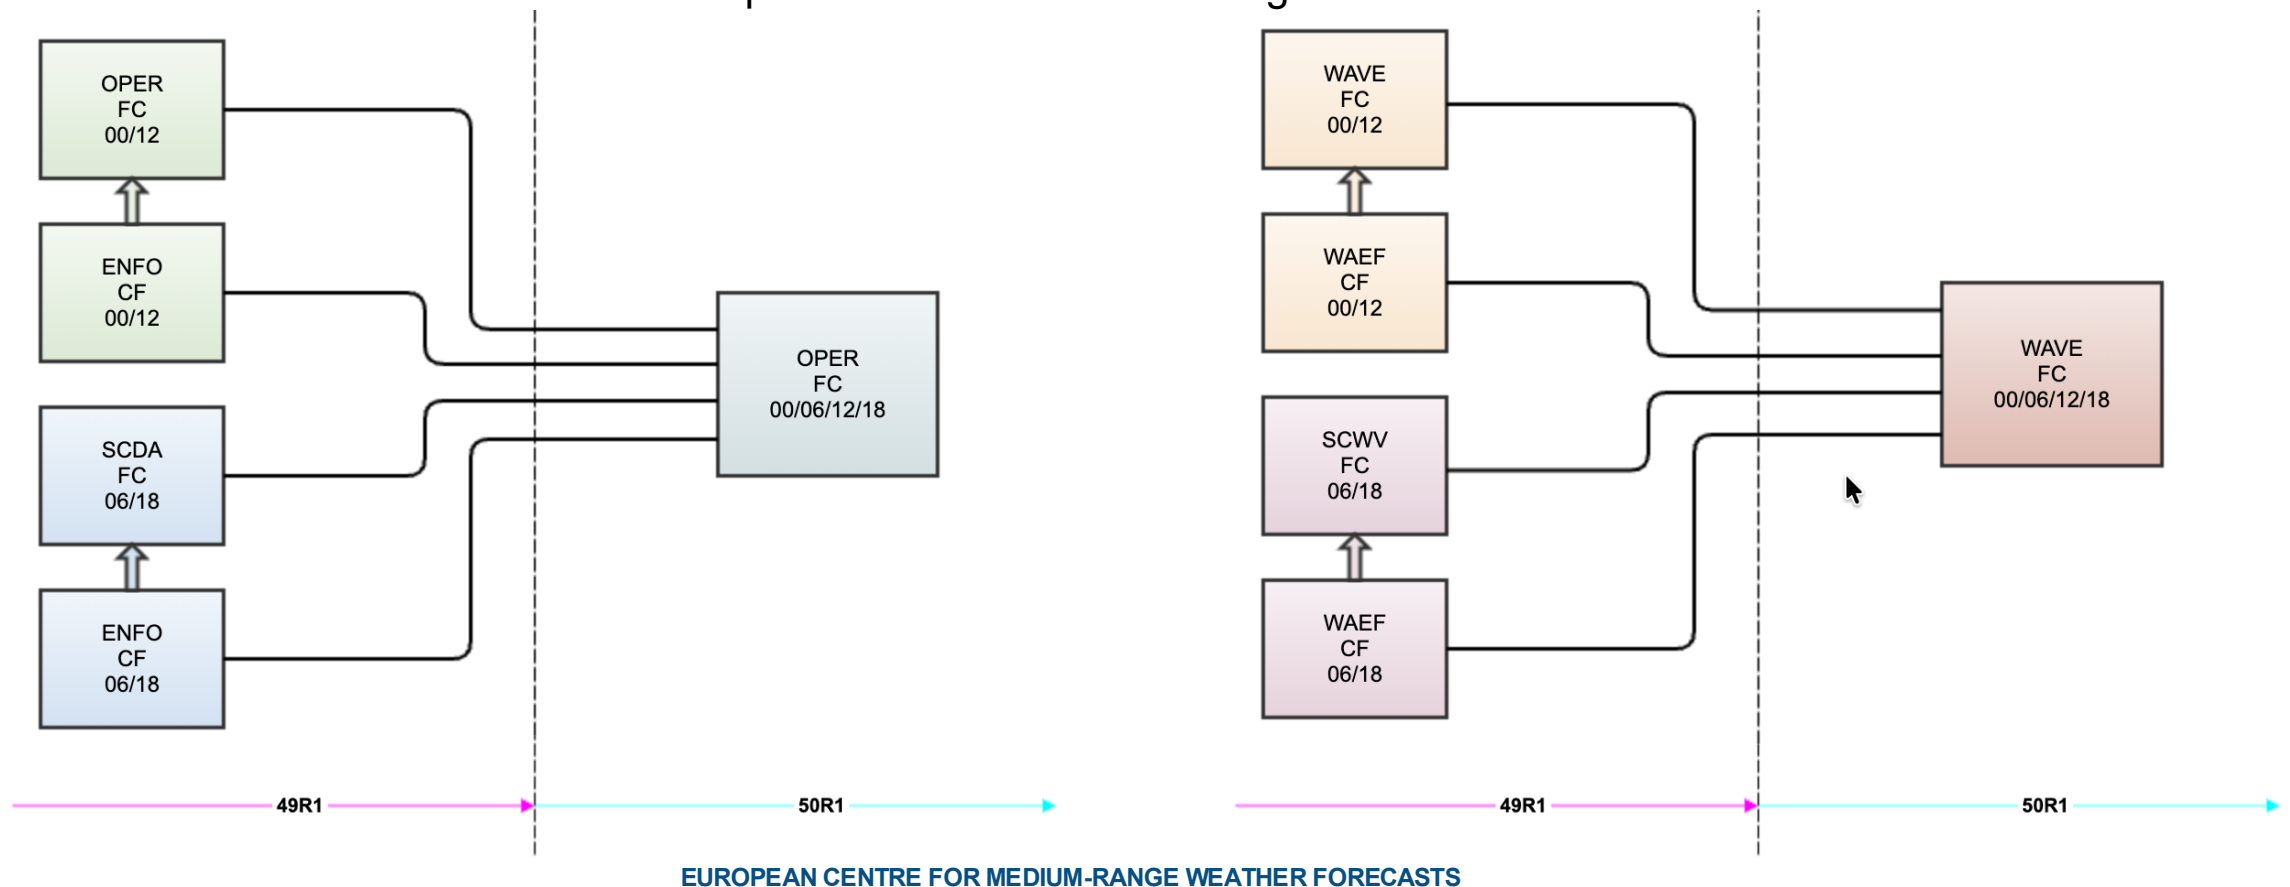 OPER
FC
00/12
ENFO
CF
00/12
SCDA
FC
06/18
ENFO
CF
06/18
OPER
FC
00/06/12/18
49R1
50R1
WAVE
FC
00/12
WAEF
CF
00/12
SCWV
FC
06/18
WAEF
CF
06/18
WAVE
FC
00/06/12/18
49R1
50R1
EUROPEAN CENTRE FOR MEDIUM-RANGE WEATHER FORECASTS